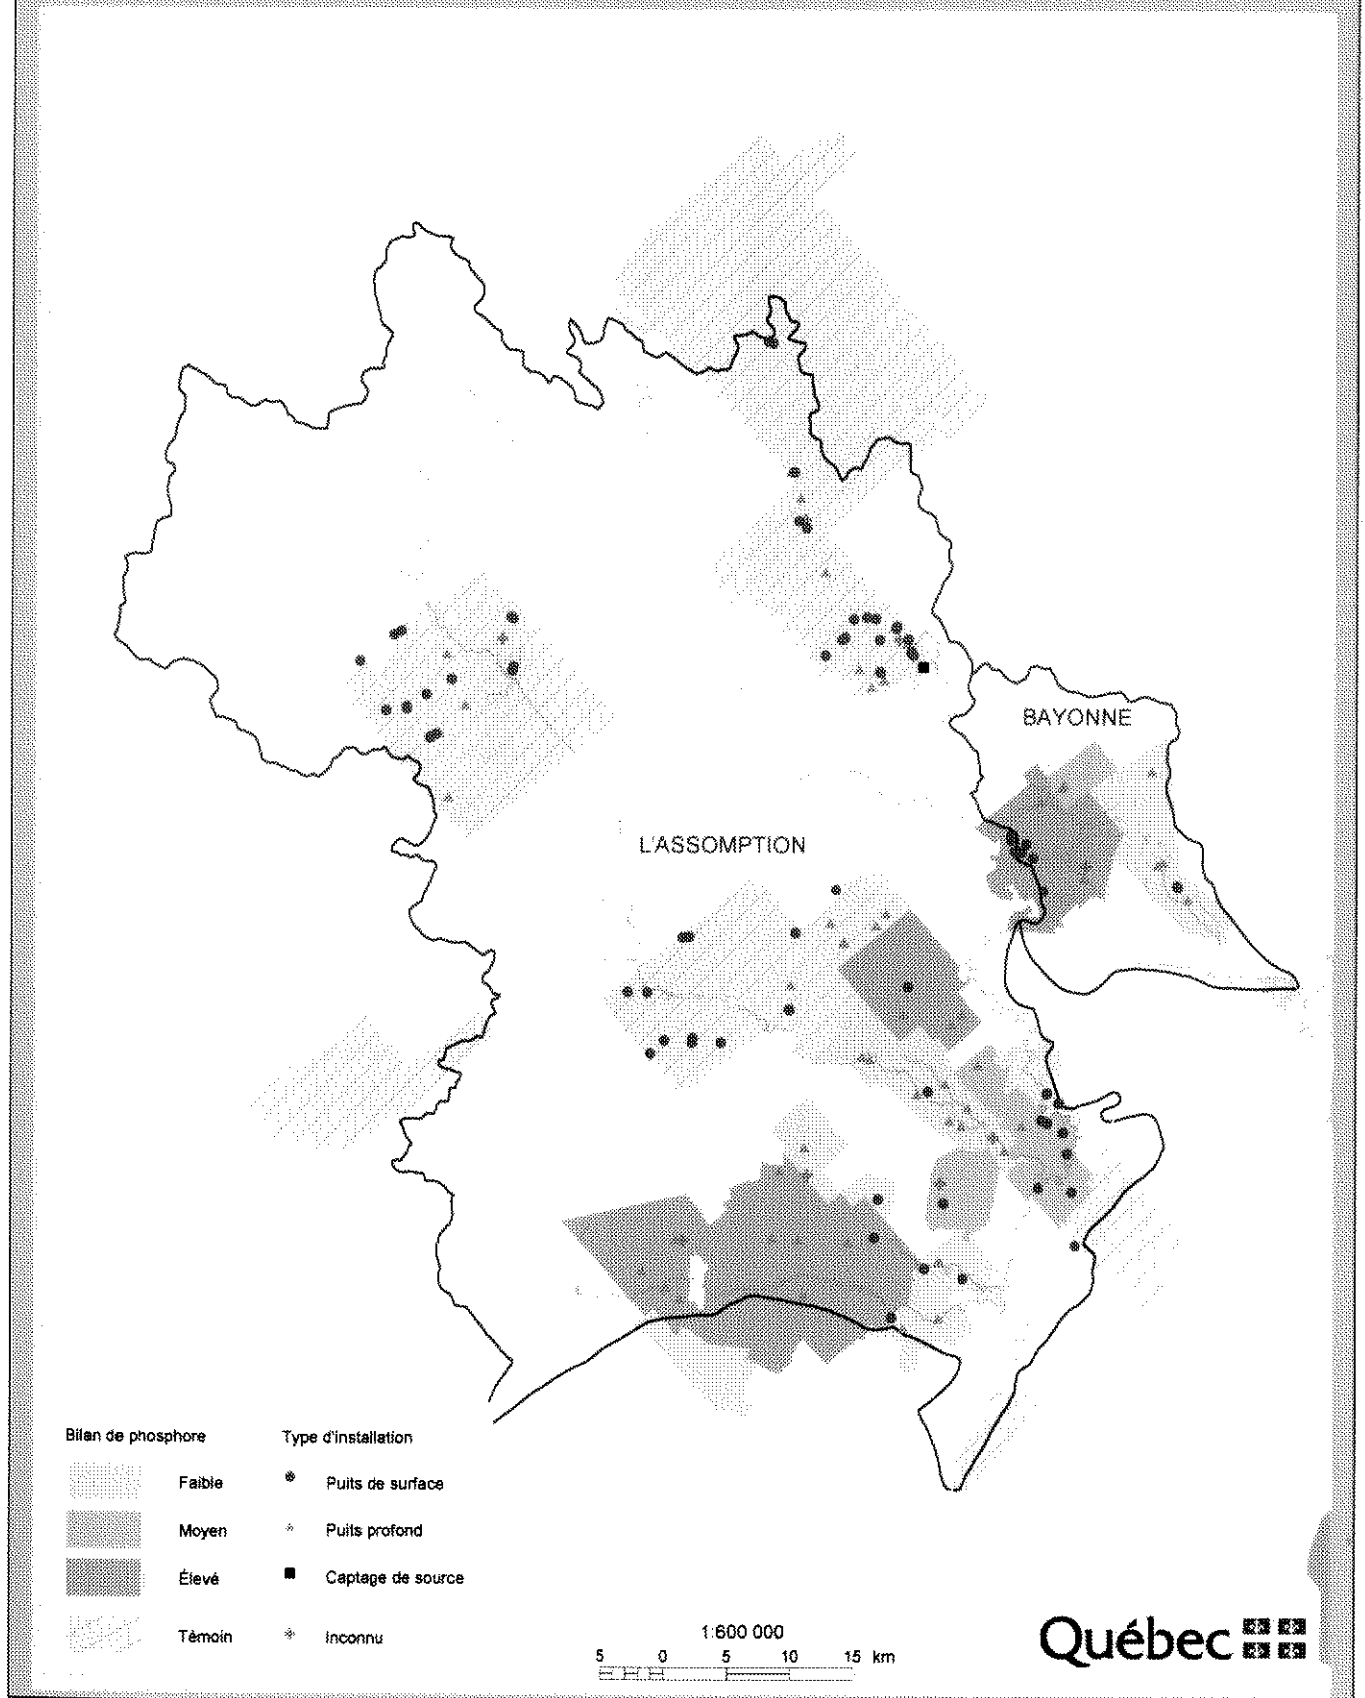 BAYONNE
L'ASSOMPTION
Bilan de phosphore
Faible
Moyen
Élevé
Témoin
Type d'installation
Puits de surface
Puits profond
Captage de source
Inconnu
1:600 000
5 0 5 10 15 km
Québec